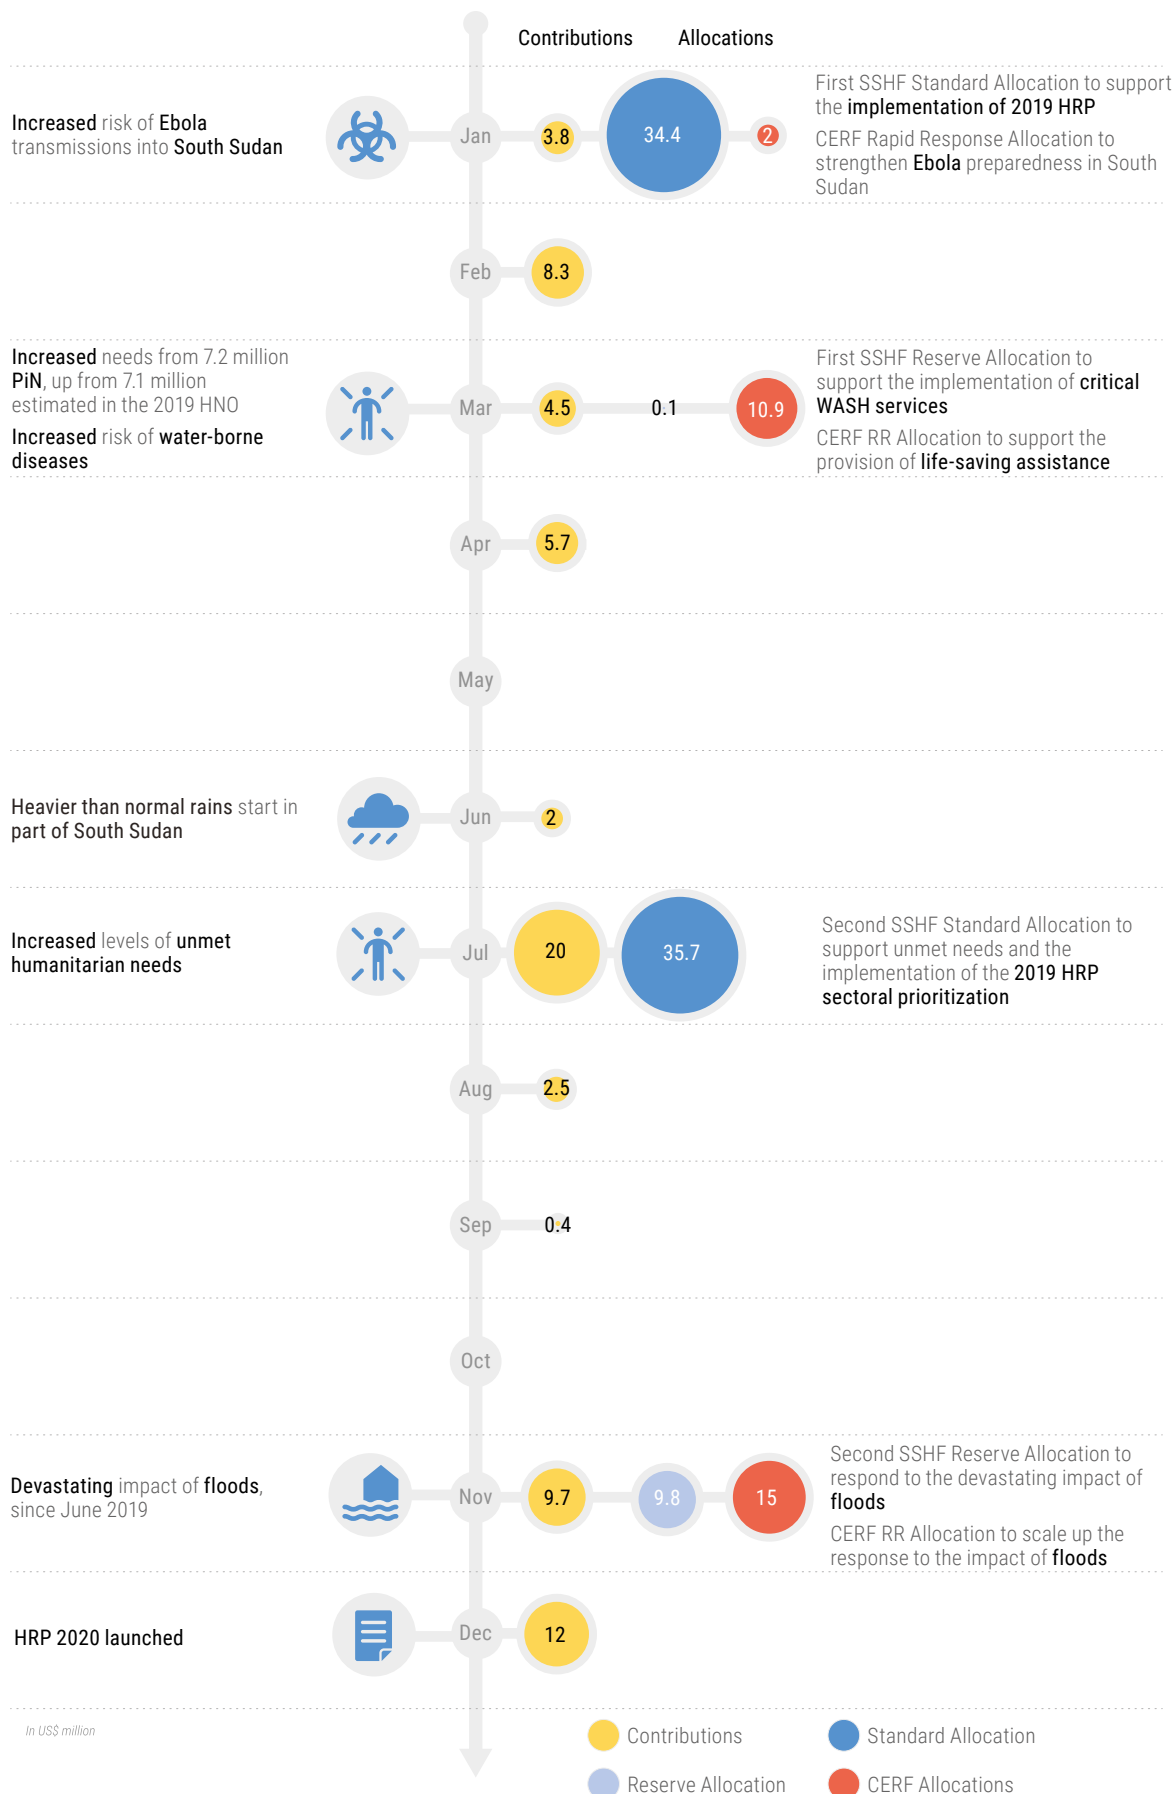 Contributions
Allocations
Increased risk of Ebola
transmissions into South Sudan
Jan
3.8
34.4
2
First SSHF Standard Allocation to support
the implementation of 2019 HRP
CERF Rapid Response Allocation to
strengthen Ebola preparedness in South
Sudan
Feb
8.3
Increased needs from 7.2 million
PiN, up from 7.1 million
estimated in the 2019 HNO
Increased risk of water-borne
diseases
Mar
4.5
0.1
10.9
First SSHF Reserve Allocation to
support the implementation of critical
WASH services
CERF RR Allocation to support the
provision of life-saving assistance
Apr
5.7
May
Heavier than normal rains start in
part of South Sudan
Jun
2
Increased levels of unmet
humanitarian needs
Jul
20
35.7
Second SSHF Standard Allocation to
support unmet needs and the
implementation of the 2019 HRP
sectoral prioritization
Aug
2.5
Sep
0.4
Oct
Devastating impact of floods,
since June 2019
Nov
9.7
9.8
15
Second SSHF Reserve Allocation to
respond to the devastating impact of
floods
CERF RR Allocation to scale up the
response to the impact of floods
HRP 2020 launched
Dec
12
In US$ million
Contributions
Standard Allocation
Reserve Allocation
CERF Allocations